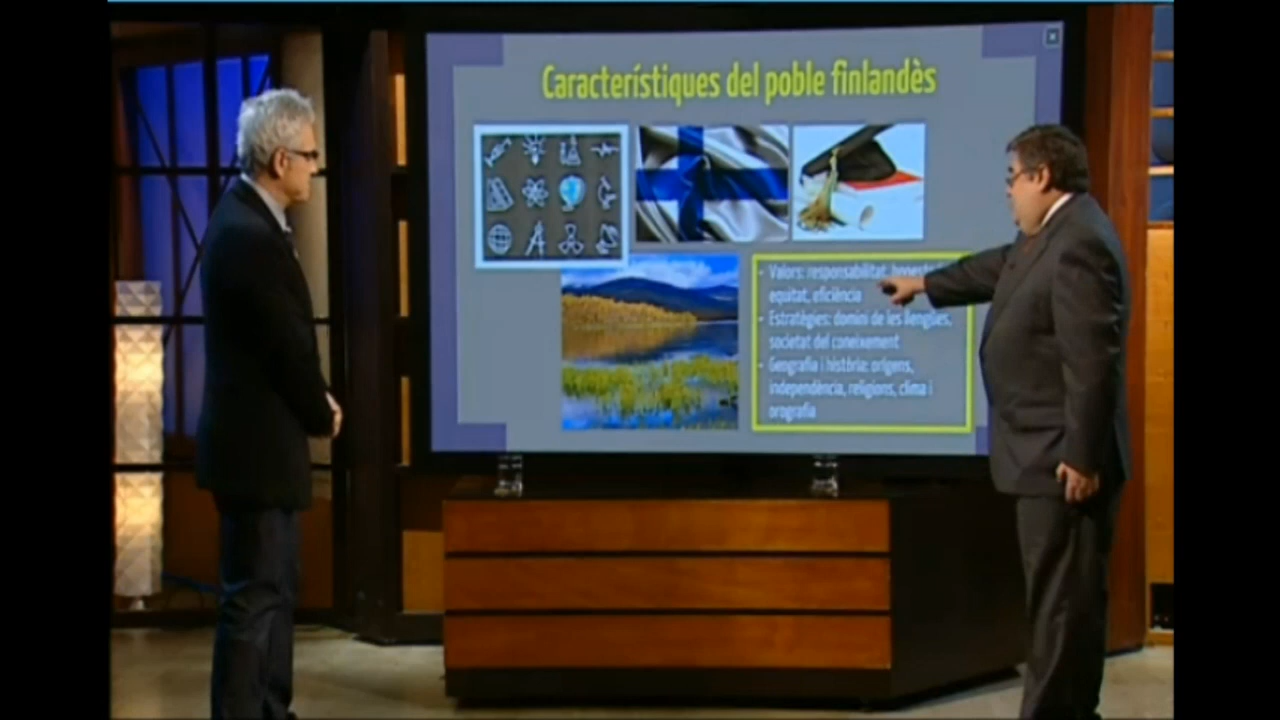 Característiques del poble finlandès
• Valors: responsabilitat,
equitat, eficiència
• Estratègies: domini de les llengües,
societat del coneixement
• Geografia i història: orígens,
independència, religions, clima i
orografia